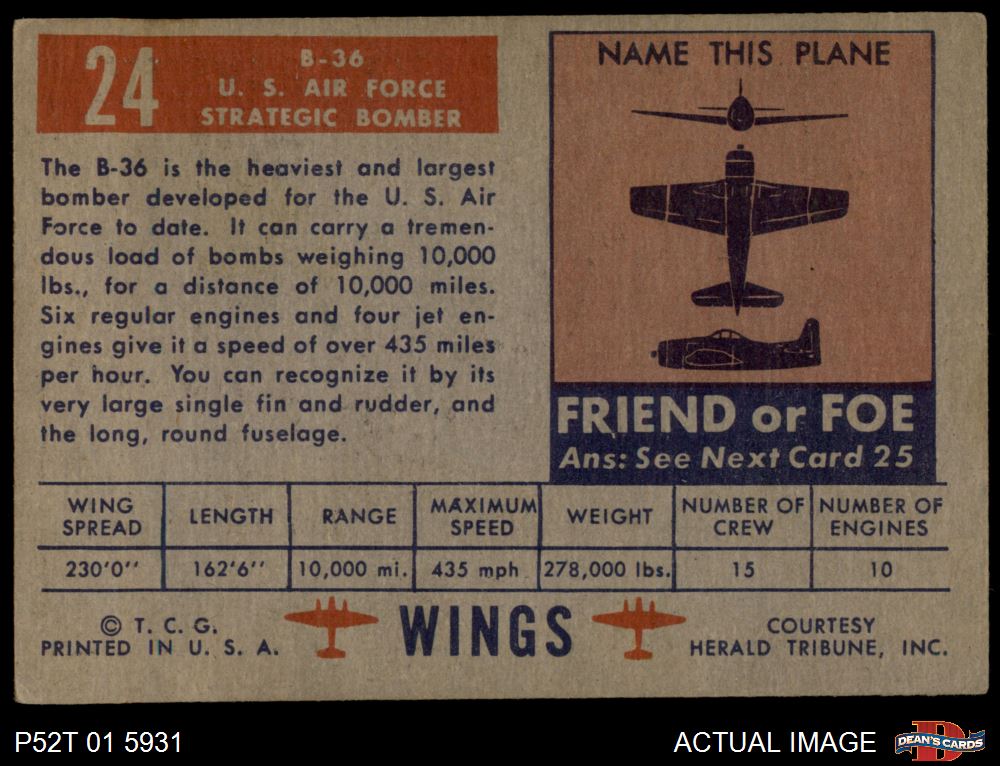 24
B-36
U. S. AIR FORCE
STRATEGIC BOMBER
The B-36 is the heaviest and largest
bomber developed for the U. S. Air
Force to date. It can carry a tremen-
dous load of bombs weighing 10,000
lbs., for a distance of 10,000 miles.
Six regular engines and four jet en-
gines give it a speed of over 435 miles
per hour. You can recognize it by its
very large single fin and rudder, and
the long, round fuselage.
NAME THIS PLANE
FRIEND or FOE
Ans: See Next Card 25
WING SPREAD LENGTH RANGE MAXIMUM SPEED WEIGHT NUMBER OF CREW NUMBER OF ENGINES
230'0'' 162'6'' 10,000 mi. 435 mph 278,000 lbs. 15 10
© T. C. G.
PRINTED IN U. S. A.
WINGS
COURTESY
HERALD TRIBUNE, INC.
P52T 01 5931
ACTUAL IMAGE
DEAN'S CARDS